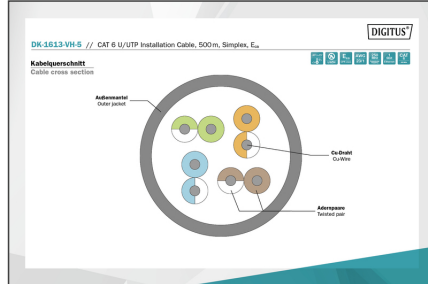 DIGITUS®
DK-1613-VH-5 // CAT 6 U/UTP Installation Cable, 500 m, Simplex, Eca
Kabelquerschnitt
Cable cross section
Außenmantel
Outer jacket
Cu-Draht
Cu-Wire
Adernpaare
Twisted pair